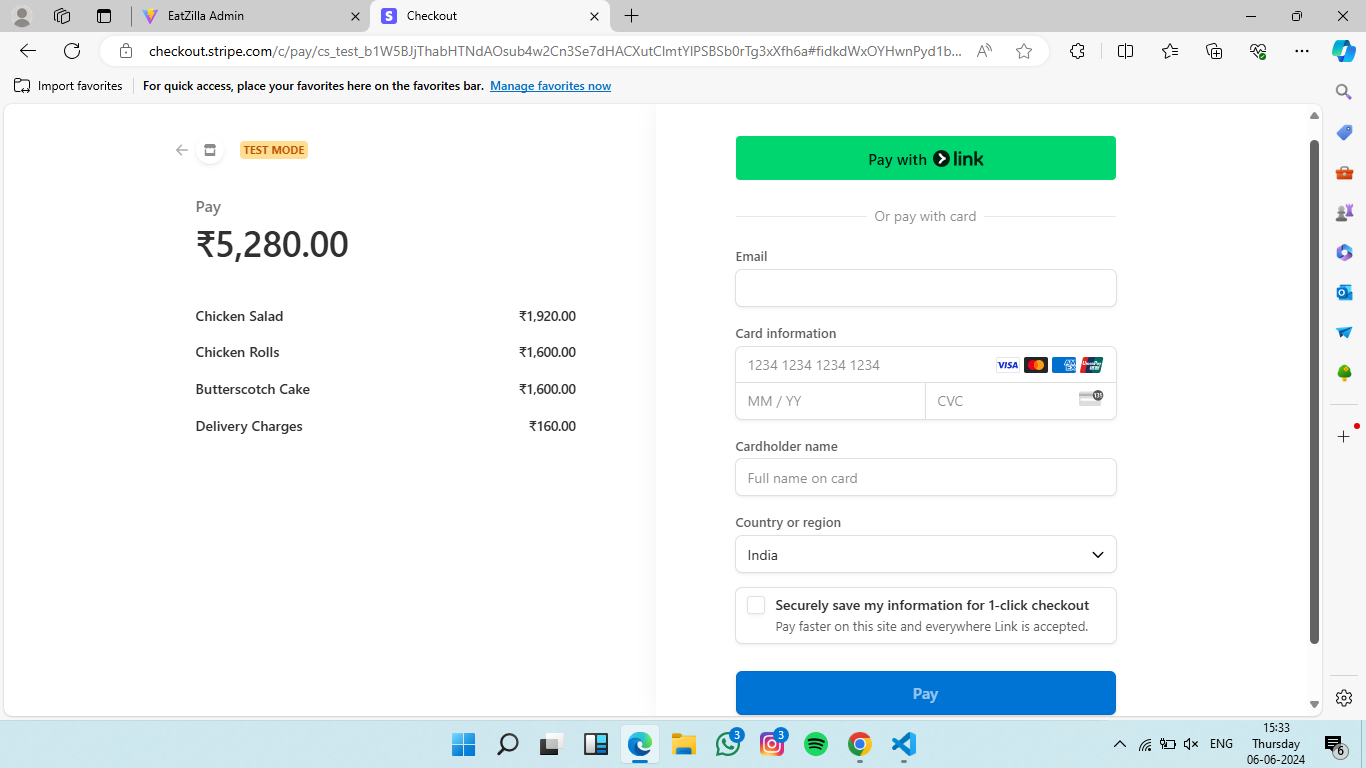 EatZilla Admin
Checkout
checkout.stripe.com/c/pay/cs_test_b1W5BJjThabHTNdAOsub4w2Cn3Se7dHACXutClmtYlPSBSb0rTg3xXfh6a#fidkdWxOYHwnPyd1b...
Import favorites
For quick access, place your favorites here on the favorites bar. Manage favorites now
TEST MODE
Pay
₹5,280.00
Chicken Salad ₹1,920.00
Chicken Rolls ₹1,600.00
Butterscotch Cake ₹1,600.00
Delivery Charges ₹160.00
Pay with link
Or pay with card
Email
Card information
1234 1234 1234 1234 VISA
MM / YY CVC 135
Cardholder name
Full name on card
Country or region
India
Securely save my information for 1-click checkout
Pay faster on this site and everywhere Link is accepted.
Pay
3
3
ENG
15:33
Thursday
06-06-2024
6